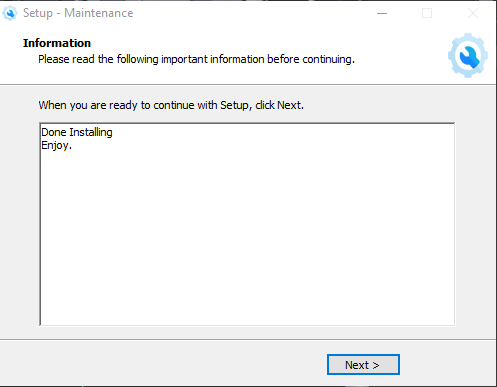 Setup - Maintenance
Information
Please read the following important information before continuing.
When you are ready to continue with Setup, click Next.
Done Installing
Enjoy.
Next >